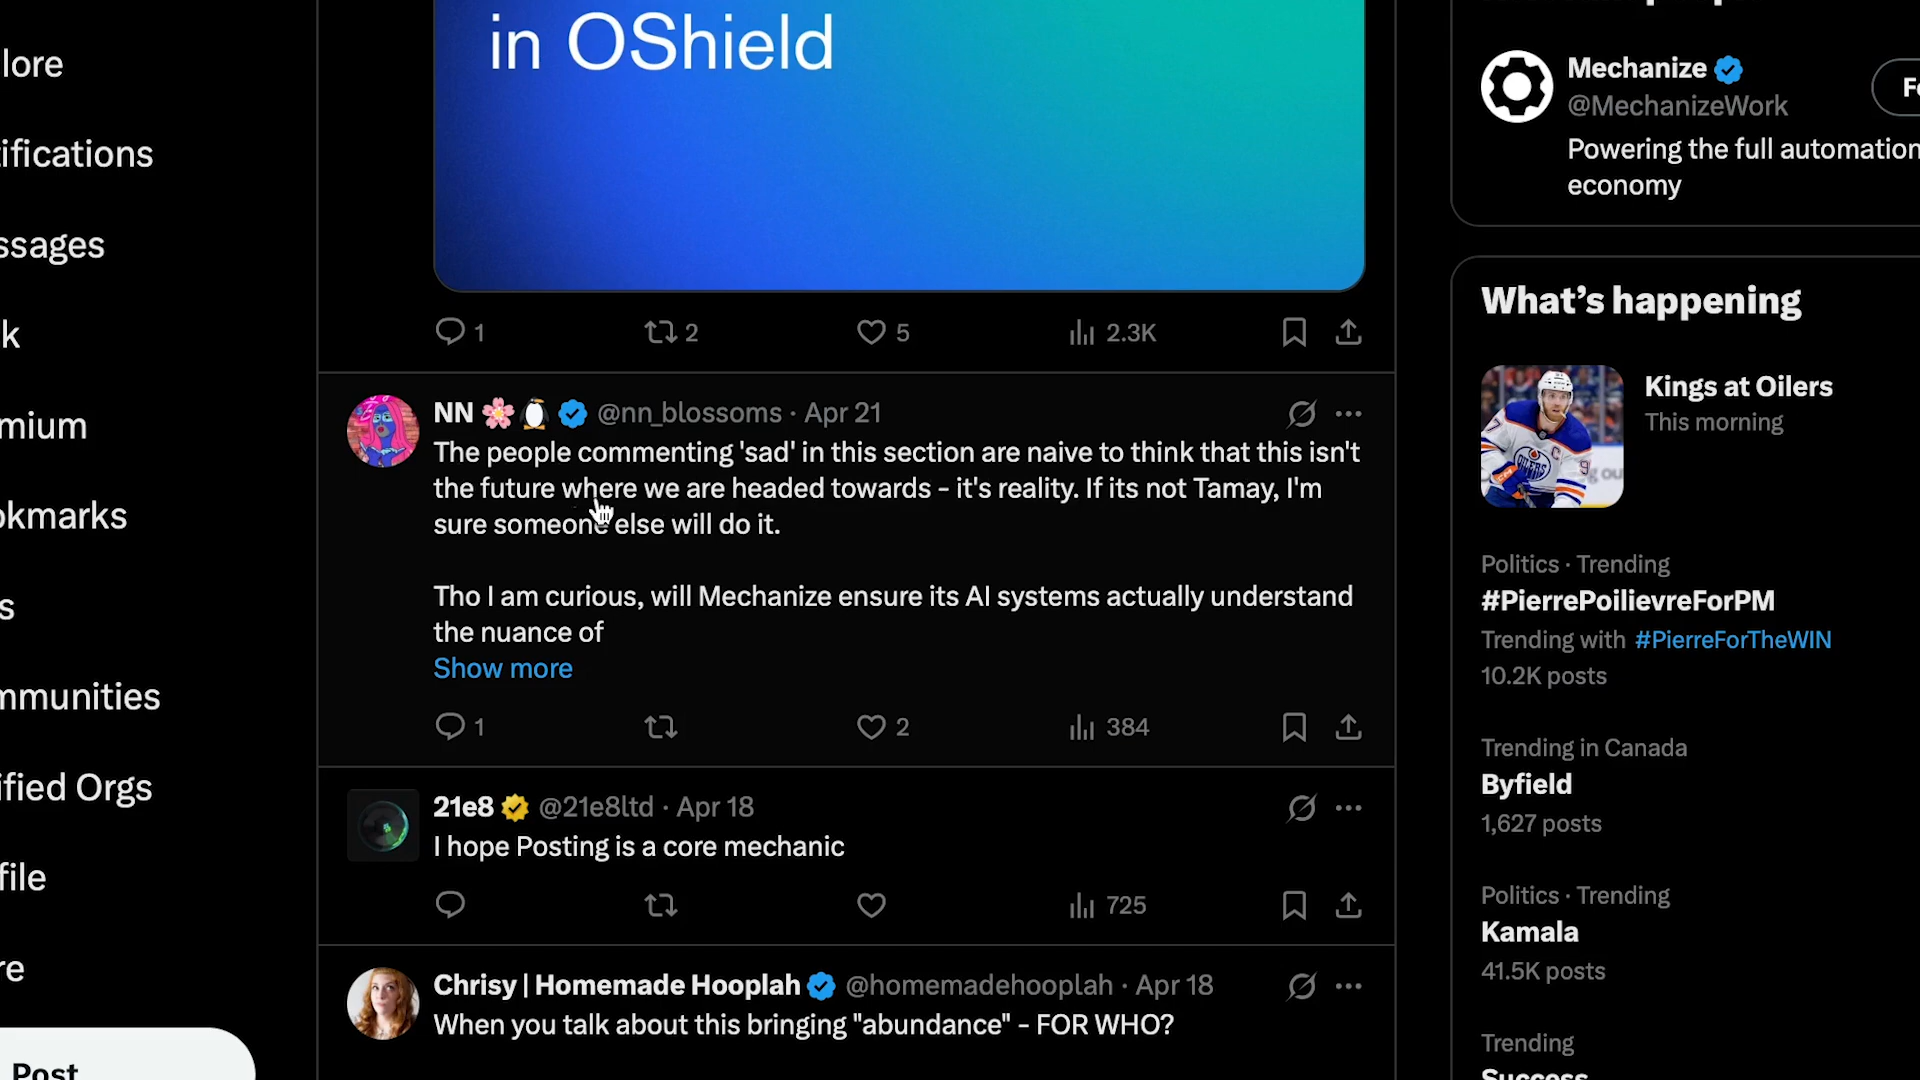 lore
ifications
ssages
k
mium
okmarks
s
mmunities
ified Orgs
file
re
Post
in OShield
1
2
5
2.3K
NN @nn_blossoms · Apr 21
The people commenting 'sad' in this section are naive to think that this isn't
the future where we are headed towards - it's reality. If its not Tamay, I'm
sure someone else will do it.
Tho I am curious, will Mechanize ensure its AI systems actually understand
the nuance of
Show more
1
2
384
21e8 @21e8ltd · Apr 18
I hope Posting is a core mechanic
725
Chrisy | Homemade Hooplah @homemadehooplah · Apr 18
When you talk about this bringing "abundance" - FOR WHO?
Mechanize
@MechanizeWork
Fo
Powering the full automation
economy
What's happening
Kings at Oilers
This morning
Politics · Trending
#PierrePoilievreForPM
Trending with #PierreForTheWIN
10.2K posts
Trending in Canada
Byfield
1,627 posts
Politics · Trending
Kamala
41.5K posts
Trending
Success